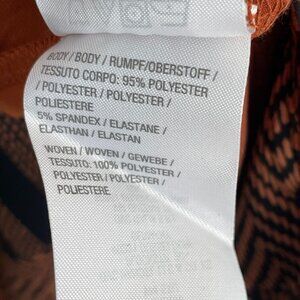 BODY / BODY / RUMPF/OBERSTOFF /
TESSUTO CORPO: 95% POLYESTER
/ POLYESTER / POLYESTER /
POLIESTERE
5% SPANDEX / ELASTANE /
ELASTHAN / ELASTAN
WOVEN / WOVEN / GEWEBE /
TESSUTO: 100% POLYESTER /
POLYESTER / POLYESTER /
POLIESTERE